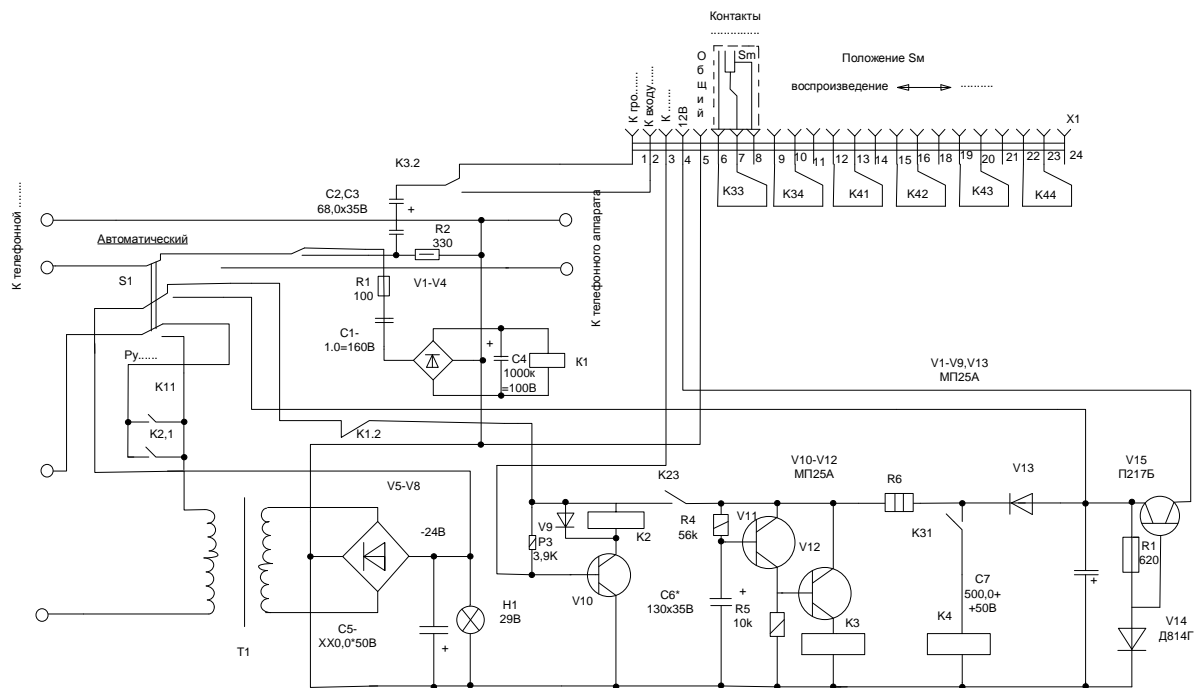 Контакты
................
Sm
Общий
Положение Sм
воспроизведение ..........
К гро......
К входу......
К .......
12В
X1
1 2 3 4 5 6 7 8 9 10 11 12 13 14 15 16 18 19 20 21 22 23 24
К33
К34
К41
К42
К43
К44
К3.2
С2,С3
68,0х35В
+
К телефонной .......
К телефонного аппарата
Автоматический
R2
330
S1
R1
100
V1-V4
С1-
1.0=160В
+
С4
1000к
=100В
К1
Ру......
К11
К2,1
К1.2
V1-V9,V13
МП25А
V5-V8
-24В
К23
V10-V12
МП25А
R6
V13
V15
П217Б
V9
Р3
3,9К
К2
R4
56k
V11
V12
К31
R1
620
V10
С6*
130х35В
+
R5
10k
К3
С7
500,0+
+50В
К4
+
V14
Д814Г
Т1
С5-
ХХ0,0*50В
+
Н1
29В